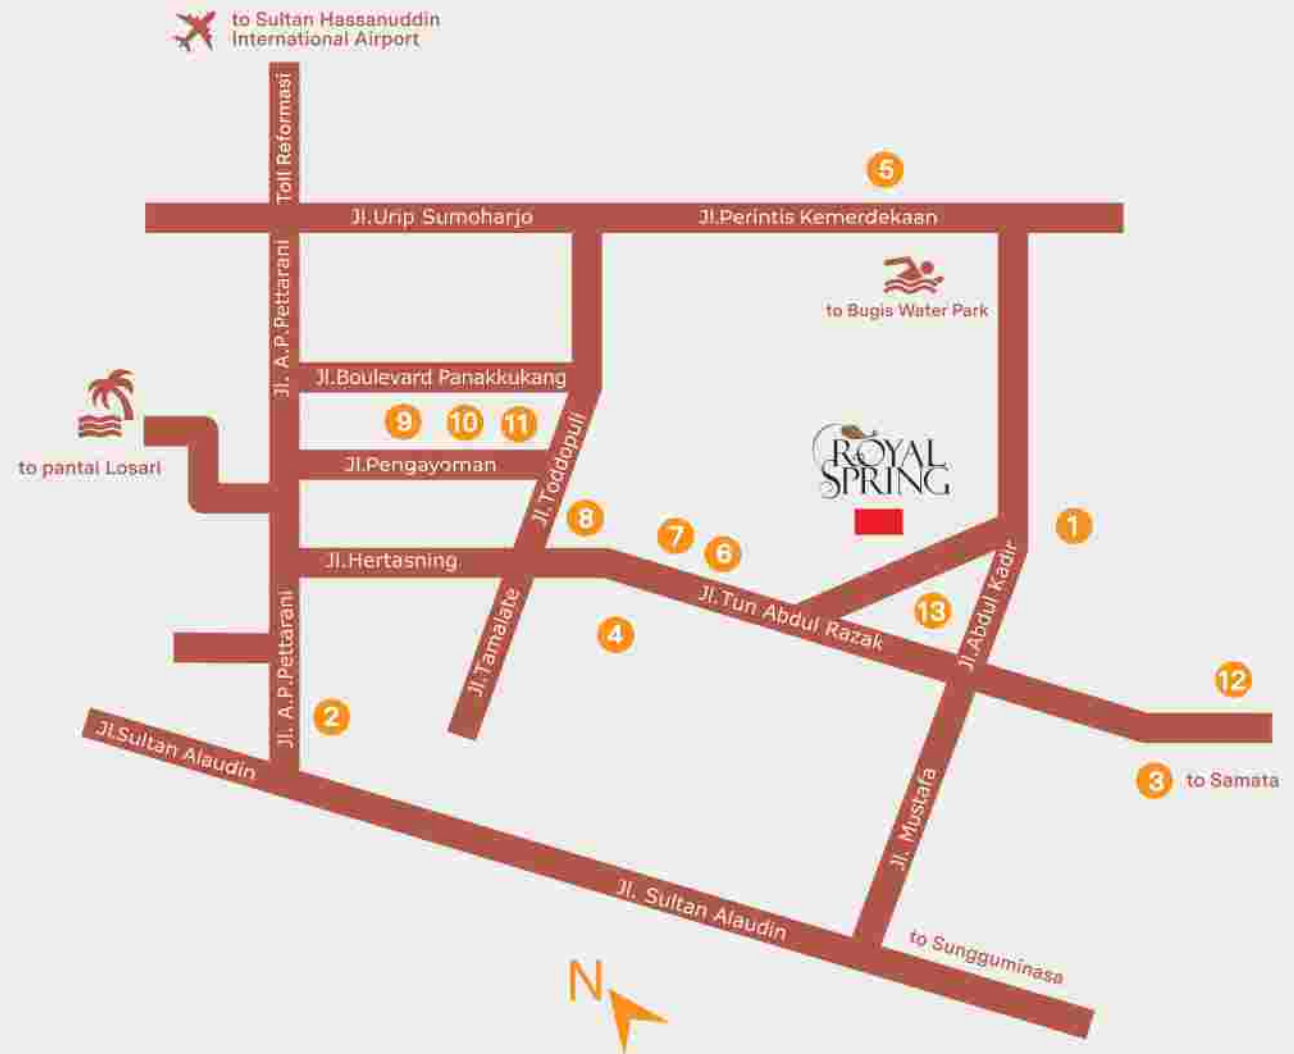 to Sultan Hassanuddin
International Airport
Toll Reformasi
5
Jl.Urip Sumoharjo
Jl.Perintis Kemerdekaan
Jl. A.P.Pettarani
to Bugis Water Park
Jl.Boulevard Panakkukang
9
10
11
to pantai Losari
Jl.Pengayoman
Jl.Toddopuli
ROYAL
SPRING
8
7
6
1
Jl.Hertasning
Jl.Tun Abdul Razak
13
Jl.Abdul Kadir
4
Jl.Tamalate
Jl. A.P.Pettarani
2
12
Jl.Sultan Alaudin
3
to Samata
Jl. Mustafa
Jl. Sultan Alaudin
to Sungguminasa
N